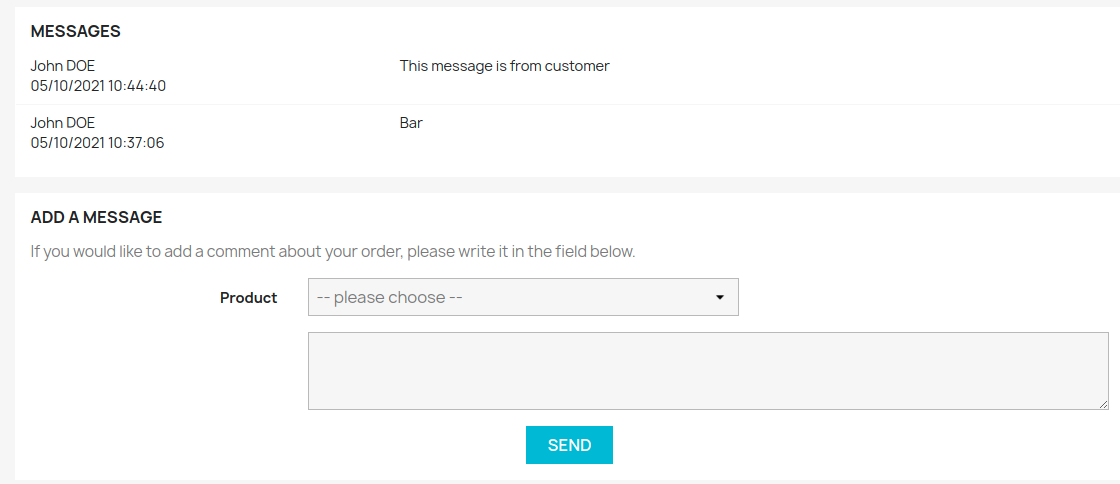 MESSAGES
John DOE
05/10/2021 10:44:40
This message is from customer
John DOE
05/10/2021 10:37:06
Bar
ADD A MESSAGE
If you would like to add a comment about your order, please write it in the field below.
Product
-- please choose --
SEND